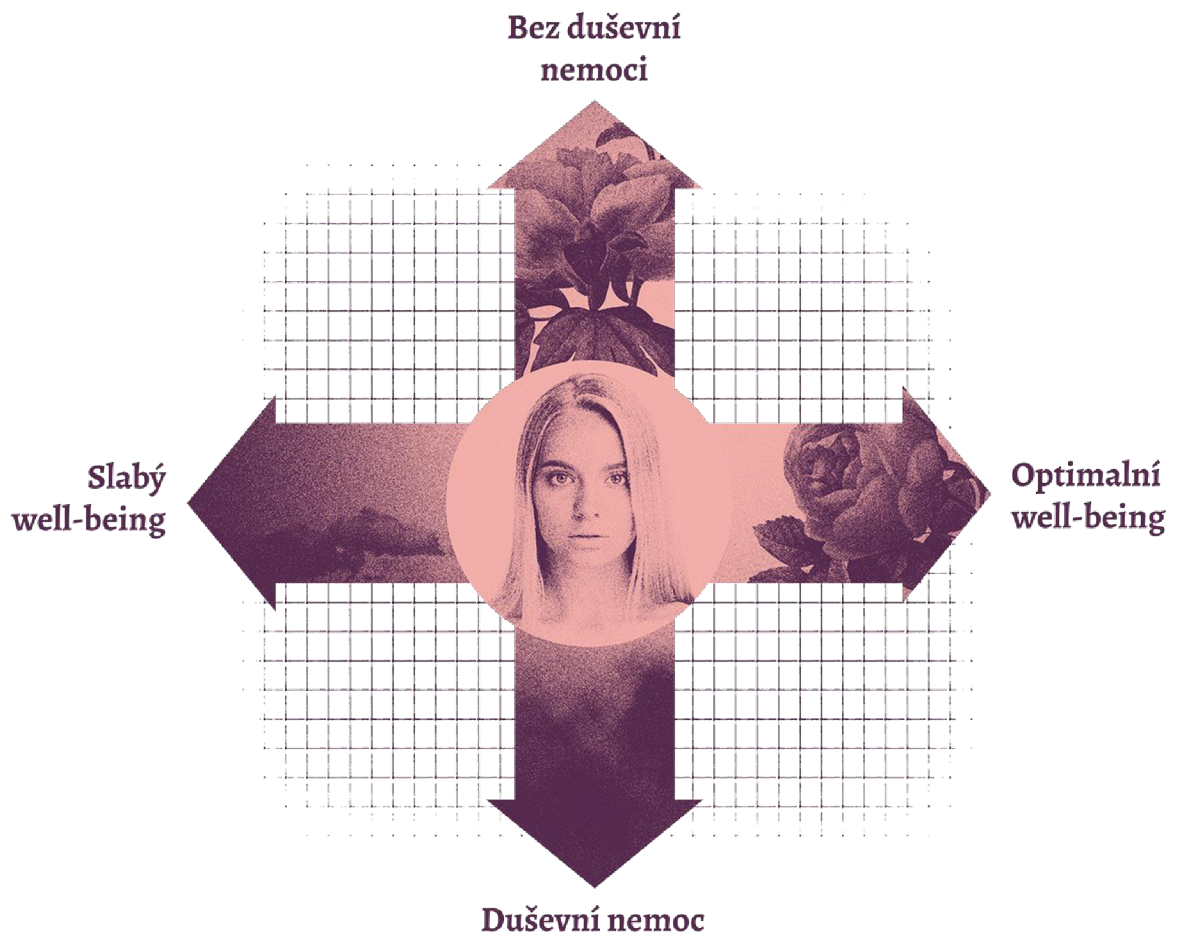 Bez duševní
nemoci
Slabý
well-being
Optimalní
well-being
Duševní nemoc